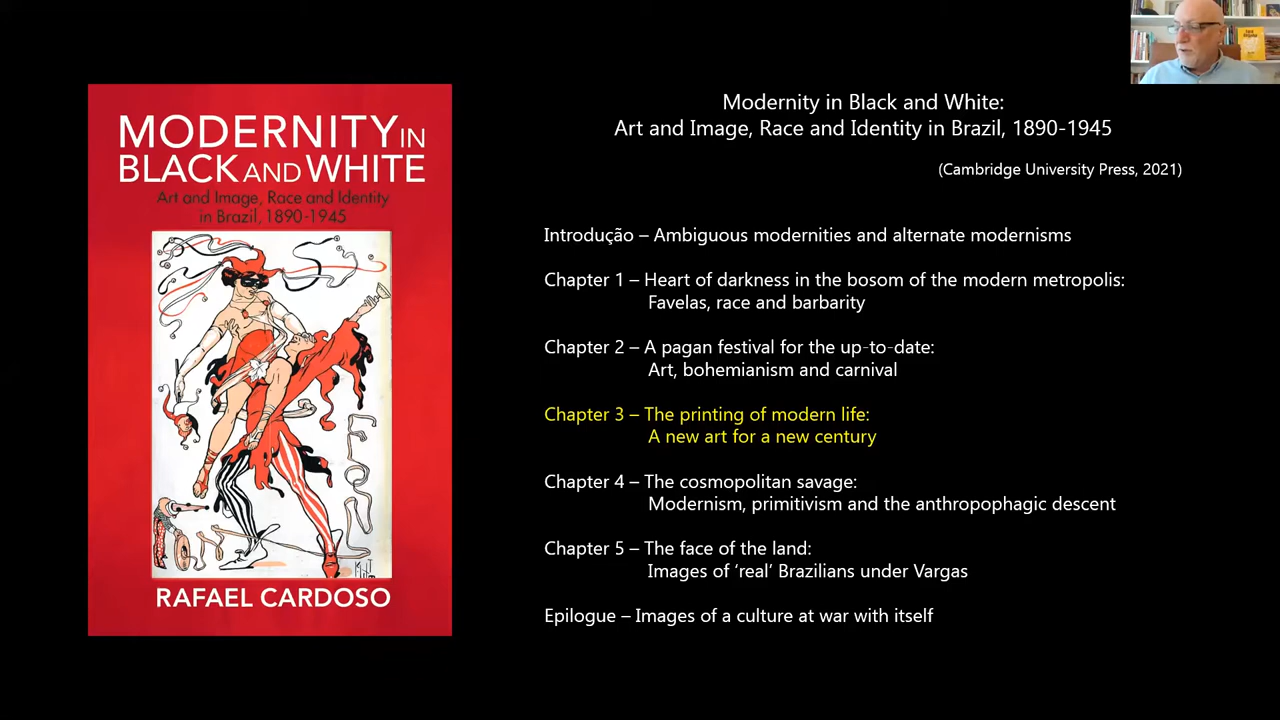 MODERNITY IN
BLACK AND WHITE
Art and Image, Race and Identity
in Brazil, 1890-1945
RAFAEL CARDOSO
Modernity in Black and White:
Art and Image, Race and Identity in Brazil, 1890-1945
(Cambridge University Press, 2021)
Introdução – Ambiguous modernities and alternate modernisms
Chapter 1 – Heart of darkness in the bosom of the modern metropolis:
Favelas, race and barbarity
Chapter 2 – A pagan festival for the up-to-date:
Art, bohemianism and carnival
Chapter 3 – The printing of modern life:
A new art for a new century
Chapter 4 – The cosmopolitan savage:
Modernism, primitivism and the anthropophagic descent
Chapter 5 – The face of the land:
Images of ‘real’ Brazilians under Vargas
Epilogue – Images of a culture at war with itself